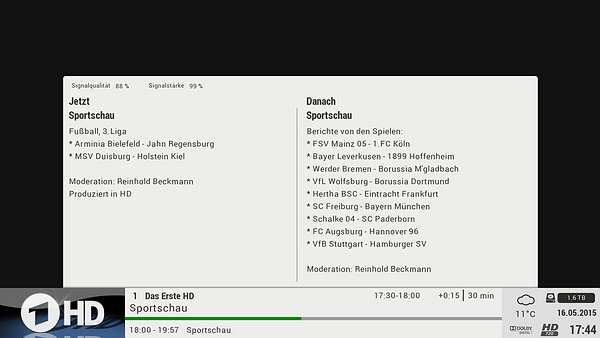 Signalqualität 88 % Signalstärke 99 %
Jetzt
Sportschau
Fußball, 3.Liga
* Arminia Bielefeld - Jahn Regensburg
* MSV Duisburg - Holstein Kiel
Moderation: Reinhold Beckmann
Produziert in HD
Danach
Sportschau
Berichte von den Spielen:
* FSV Mainz 05 - 1.FC Köln
* Bayer Leverkusen - 1899 Hoffenheim
* Werder Bremen - Borussia M'gladbach
* VfL Wolfsburg - Borussia Dortmund
* Hertha BSC - Eintracht Frankfurt
* SC Freiburg - Bayern München
* Schalke 04 - SC Paderborn
* FC Augsburg - Hannover 96
* VfB Stuttgart - Hamburger SV
Moderation: Reinhold Beckmann
1 HD
1 Das Erste HD 17:30-18:00 +0:15 30 min
Sportschau
18:00 - 19:57 Sportschau
11°C
1.6 TB
16.05.2015
DOLBY DIGITAL
HD 720
17:44